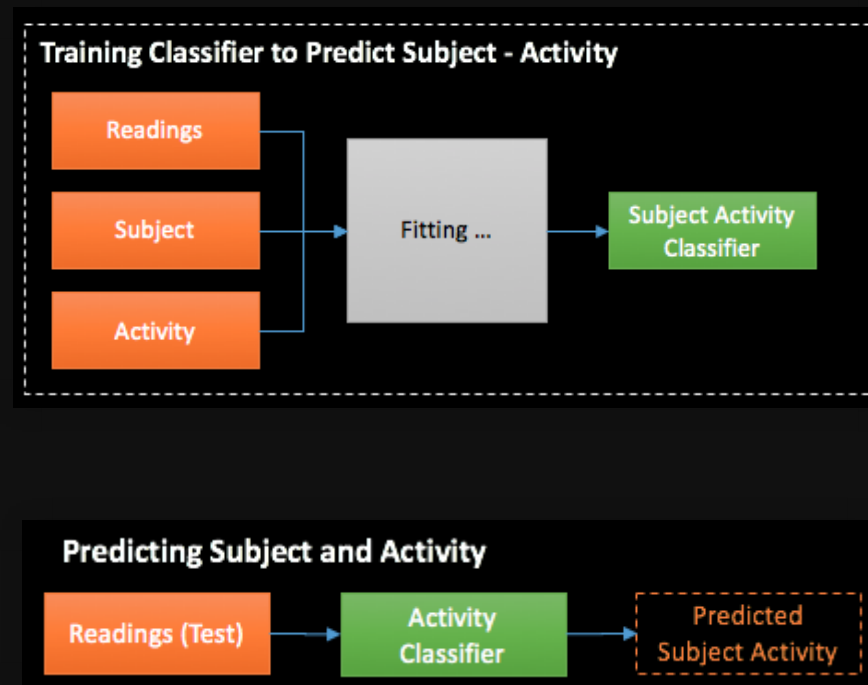 Training Classifier to Predict Subject - Activity
Readings
Subject
Activity
Fitting ...
Subject Activity
Classifier
Predicting Subject and Activity
Readings (Test)
Activity
Classifier
Predicted
Subject Activity